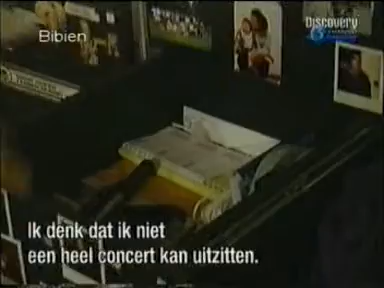 Bibien
Discovery
Ik denk dat ik niet
een heel concert kan uitzitten.